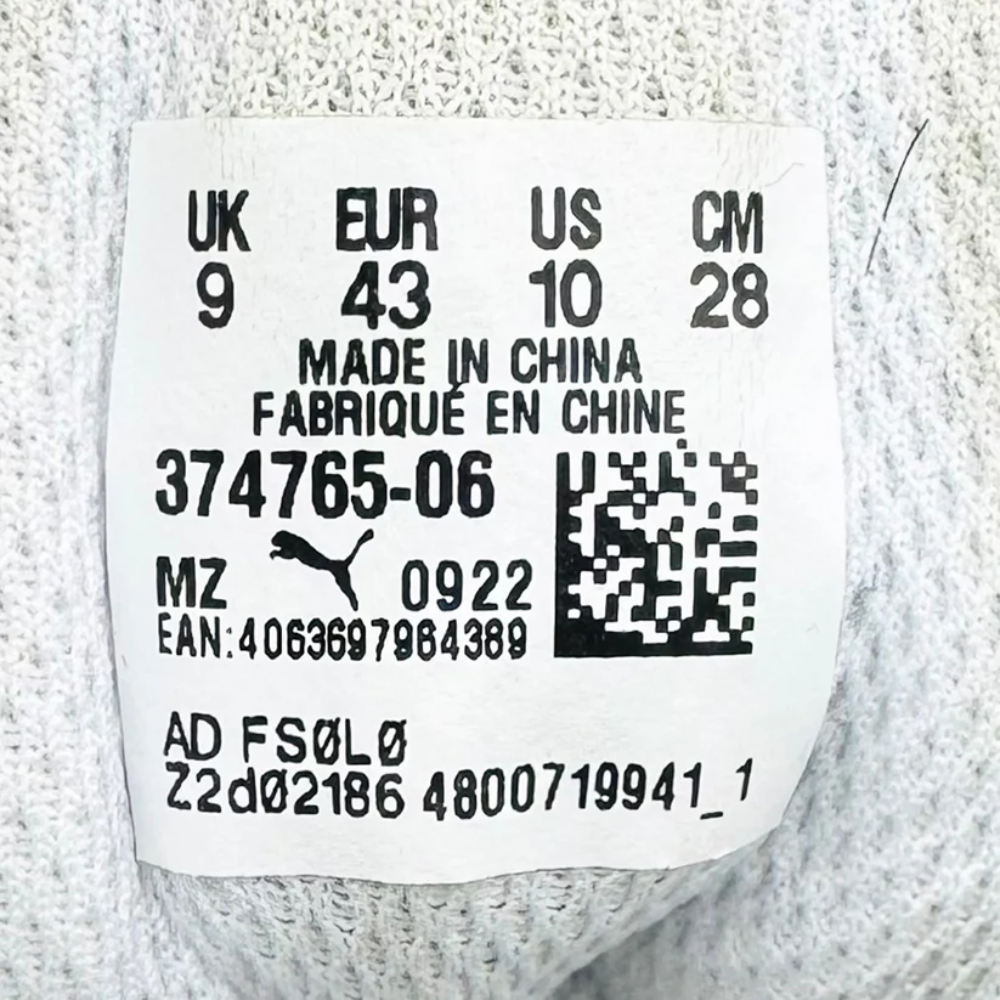 UK EUR US CM
9 43 10 28
MADE IN CHINA
FABRIQUÉ EN CHINE
374765-06
MZ 0922
EAN:4063697964389
AD FSØLØ
Z2dØ2186 4800719941_1